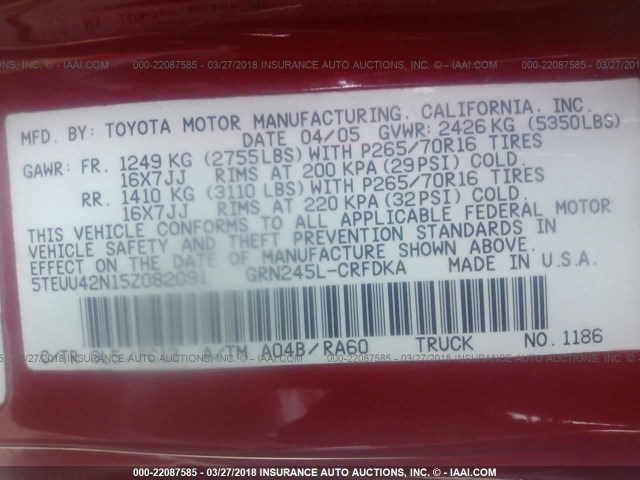 000-22087585 - 03/27/2018 INSURANCE AUTO AUCTIONS, INC. - © IAAI.COM
MFD. BY: TOYOTA MOTOR MANUFACTURING, CALIFORNIA, INC.
DATE 04/05 GVWR: 2426 KG (5350LBS)
GAWR: FR. 1249 KG (2755LBS) WITH P265/70R16 TIRES
16X7JJ RIMS AT 200 KPA (29PSI) COLD.
RR. 1410 KG (3110 LBS) WITH P265/70R16 TIRES
16X7JJ RIMS AT 220 KPA (32PSI) COLD.
THIS VEHICLE CONFORMS TO ALL APPLICABLE FEDERAL MOTOR
VEHICLE SAFETY AND THEFT PREVENTION STANDARDS IN
EFFECT ON THE DATE OF MANUFACTURE SHOWN ABOVE.
5TEUU42N15Z082091 GRN245L-CRFDKA MADE IN U.S.A.
A/TM A04B/RA60 TRUCK NO. 1186
000-22087585 - 03/27/2018 INSURANCE AUTO AUCTIONS, INC. - © IAAI.COM